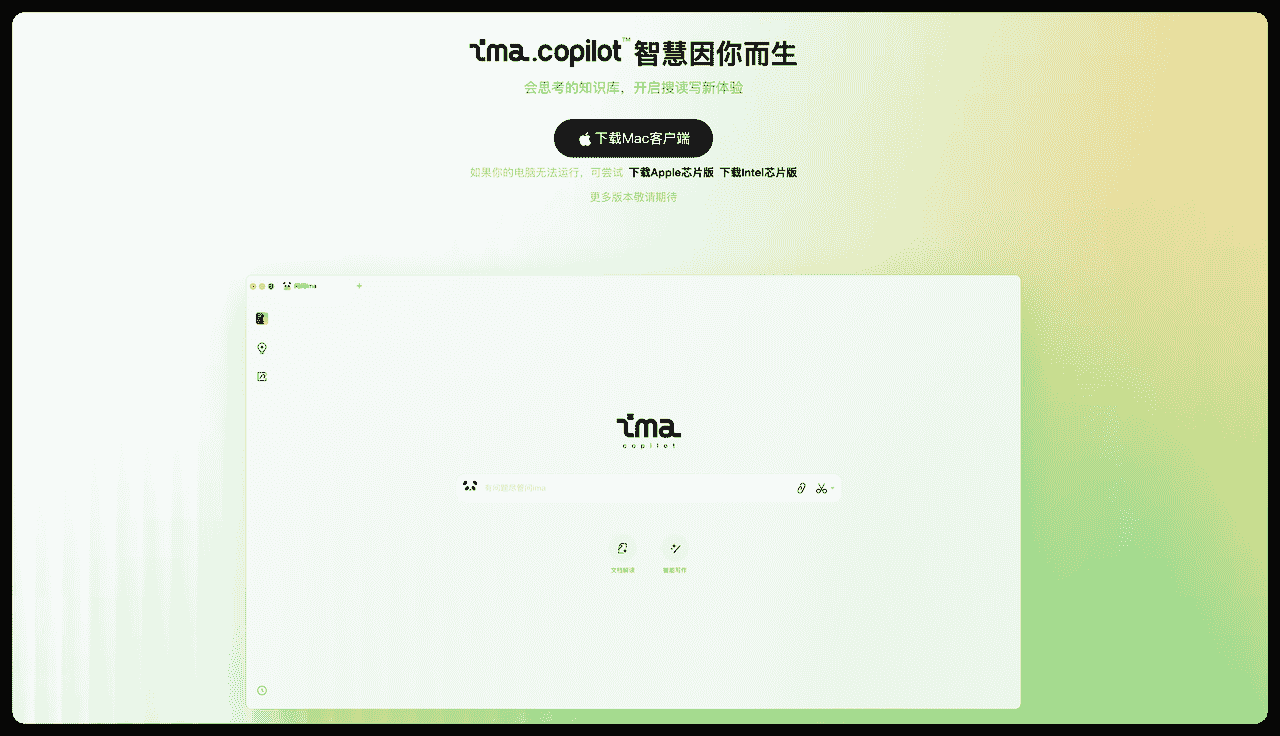 ima.copilot™ 智慧因你而生
会思考的知识库，开启搜读写新体验
下载Mac客户端
如果你的电脑无法运行，可尝试 下载Apple芯片版 下载Intel芯片版
更多版本敬请期待
ima
copilot
文档解读 智能写作